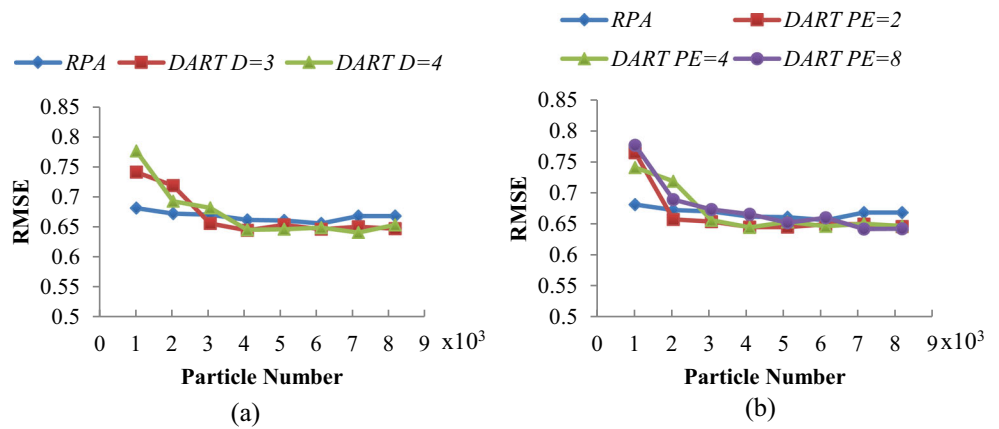 RPA DART D=3 DART D=4
0.85
0.8
0.75
0.7
0.65
0.6
0.55
0.5
RMSE
0 1 2 3 4 5 6 7 8 9 x10³
Particle Number
(a)
RPA DART PE=2
DART PE=4 DART PE=8
0.85
0.8
0.75
0.7
0.65
0.6
0.55
0.5
RMSE
0 1 2 3 4 5 6 7 8 9 x10³
Particle Number
(b)